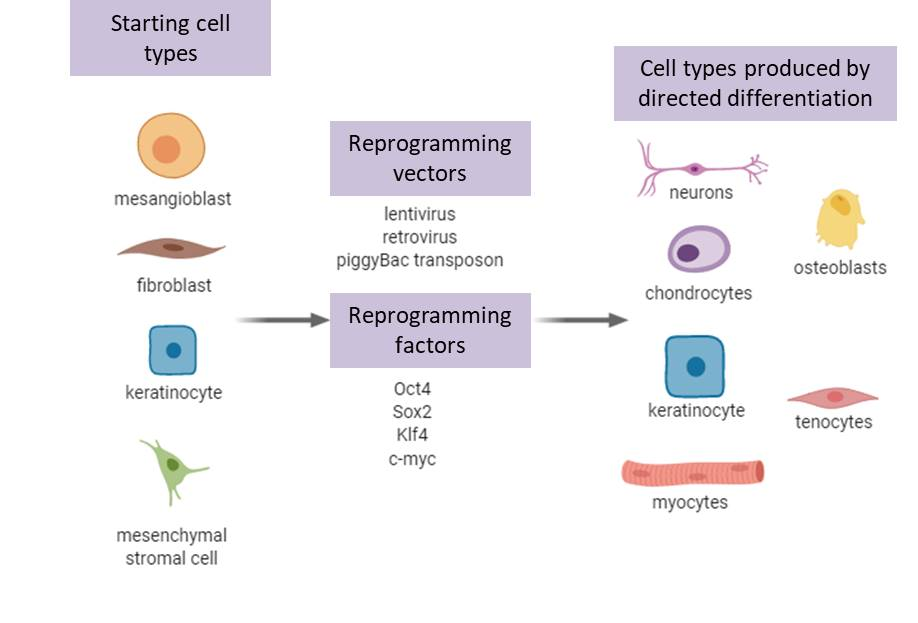 Starting cell
types
mesangioblast
fibroblast
keratinocyte
mesenchymal
stromal cell
Reprogramming
vectors
lentivirus
retrovirus
piggyBac transposon
Reprogramming
factors
Oct4
Sox2
Klf4
c-myc
Cell types produced by
directed differentiation
neurons
osteoblasts
chondrocytes
keratinocyte
tenocytes
myocytes